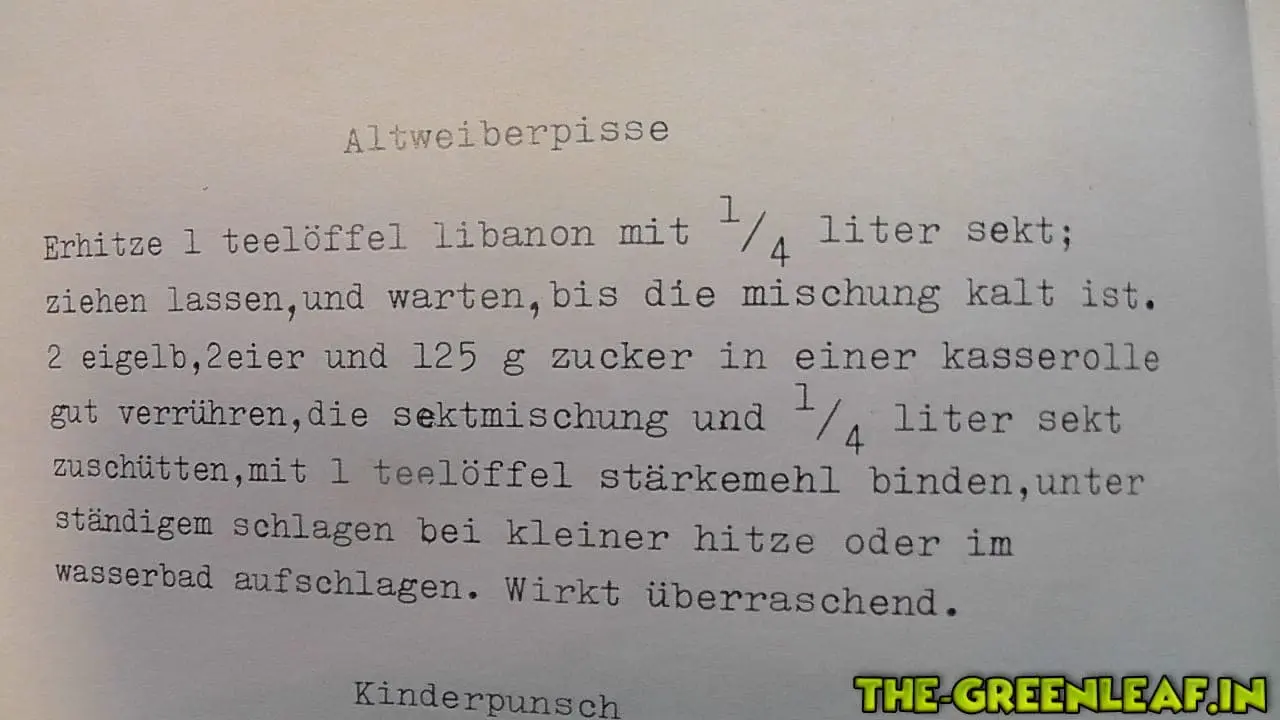 Altweiberpisse
Erhitze 1 teelöffel libanon mit 1/4 liter sekt;
ziehen lassen,und warten,bis die mischung kalt ist.
2 eigelb,2eier und 125 g zucker in einer kasserolle
gut verrühren,die sektmischung und 1/4 liter sekt
zuschütten,mit 1 teelöffel stärkemehl binden,unter
ständigem schlagen bei kleiner hitze oder im
wasserbad aufschlagen. Wirkt überraschend.
Kinderpunsch
THE-GREENLEAF.IN